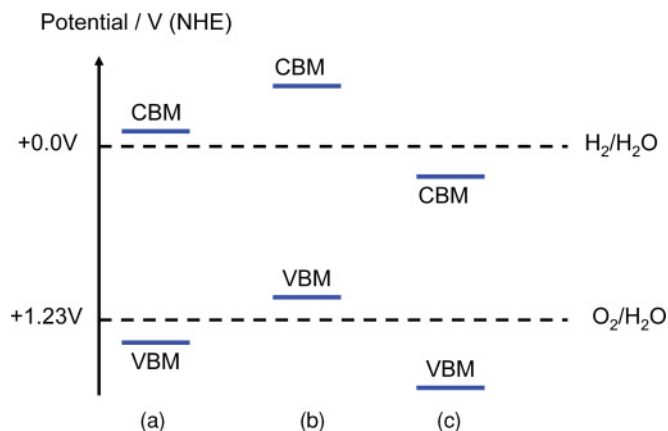 Potential / V (NHE)
CBM
CBM
+0.0V
H₂/H₂O
CBM
VBM
+1.23V
O₂/H₂O
VBM
VBM
(a)
(b)
(c)